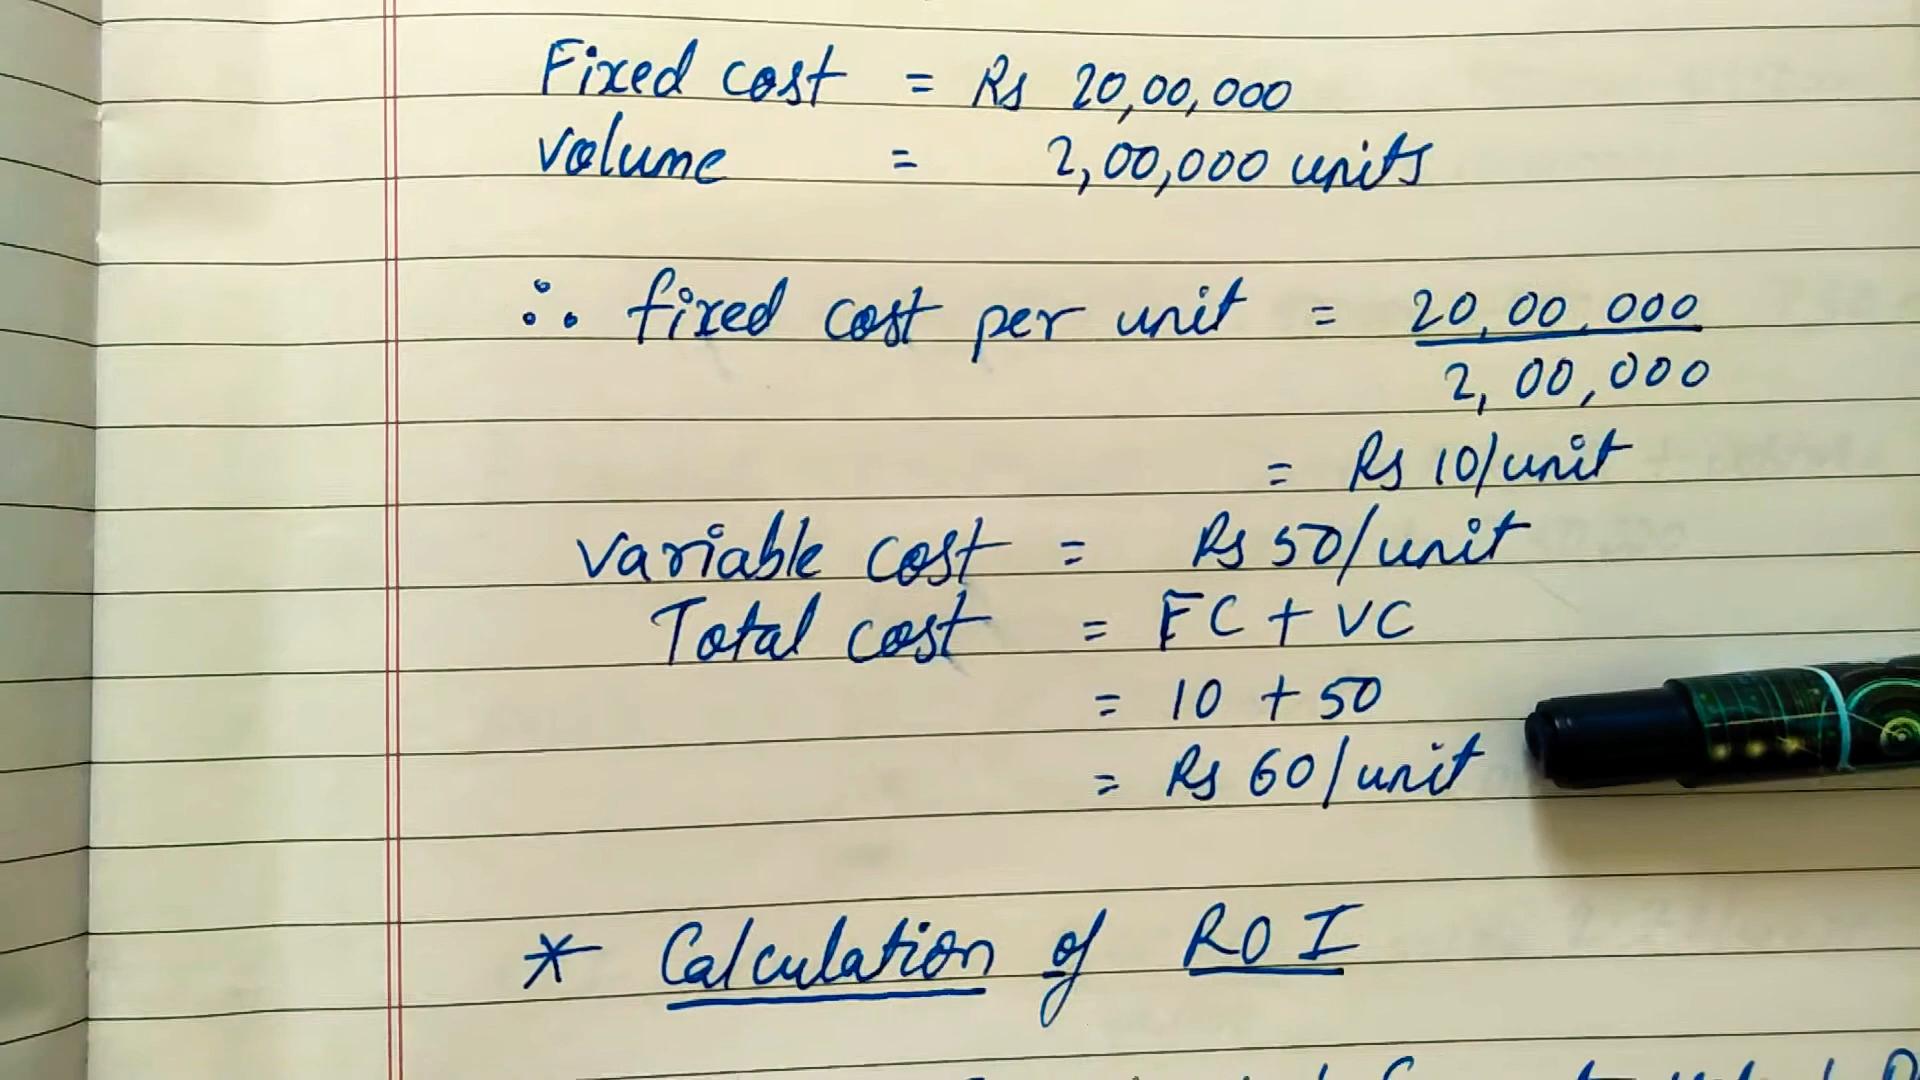 Fixed cost = Rs 20,00,000
volume = 2,00,000 units
∴ fixed cost per unit = 20,00,000
2,00,000
= Rs 10/unit
variable cost = Rs 50/unit
Total cost = FC + VC
= 10 + 50
= Rs 60/unit
* Calculation of ROI